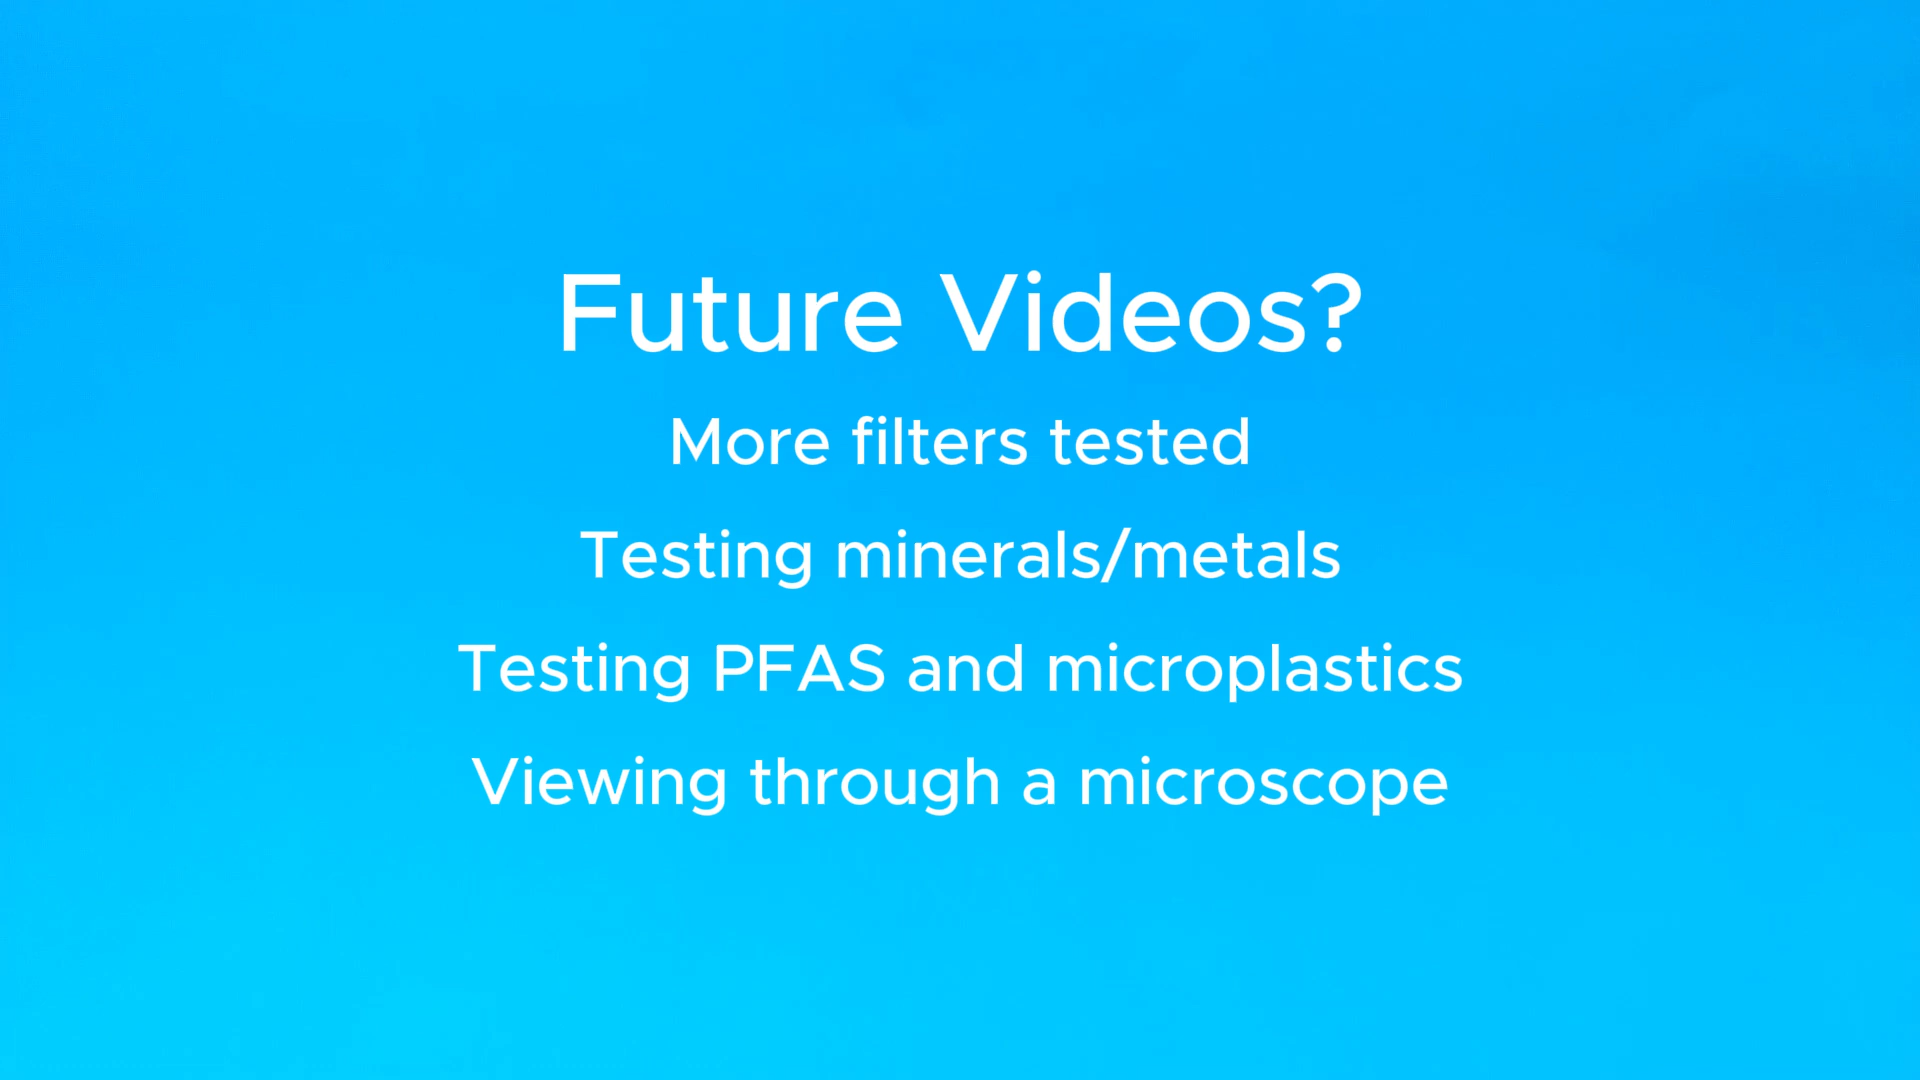 Future Videos?
More filters tested
Testing minerals/metals
Testing PFAS and microplastics
Viewing through a microscope